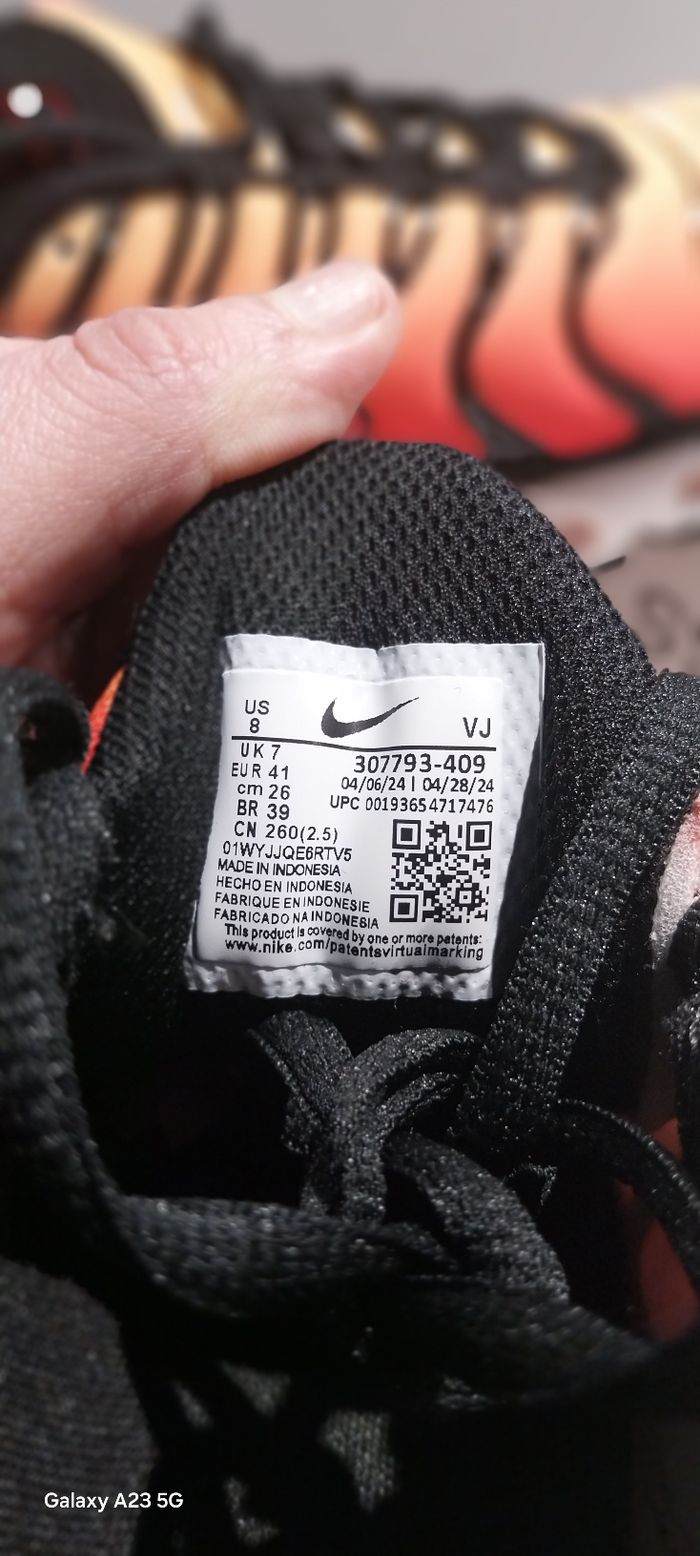 US
8
VJ
UK 7
EUR 41
cm 26
BR 39
CN 260(2.5)
307793-409
04/06/24 | 04/28/24
UPC 00193654717476
01WYJJQE6RTV5
MADE IN INDONESIA
HECHO EN INDONESIA
FABRIQUE EN INDONESIE
FABRICADO NA INDONESIA
This product is covered by one or more patents:
www.nike.com/patentsvirtualmarking
Galaxy A23 5G